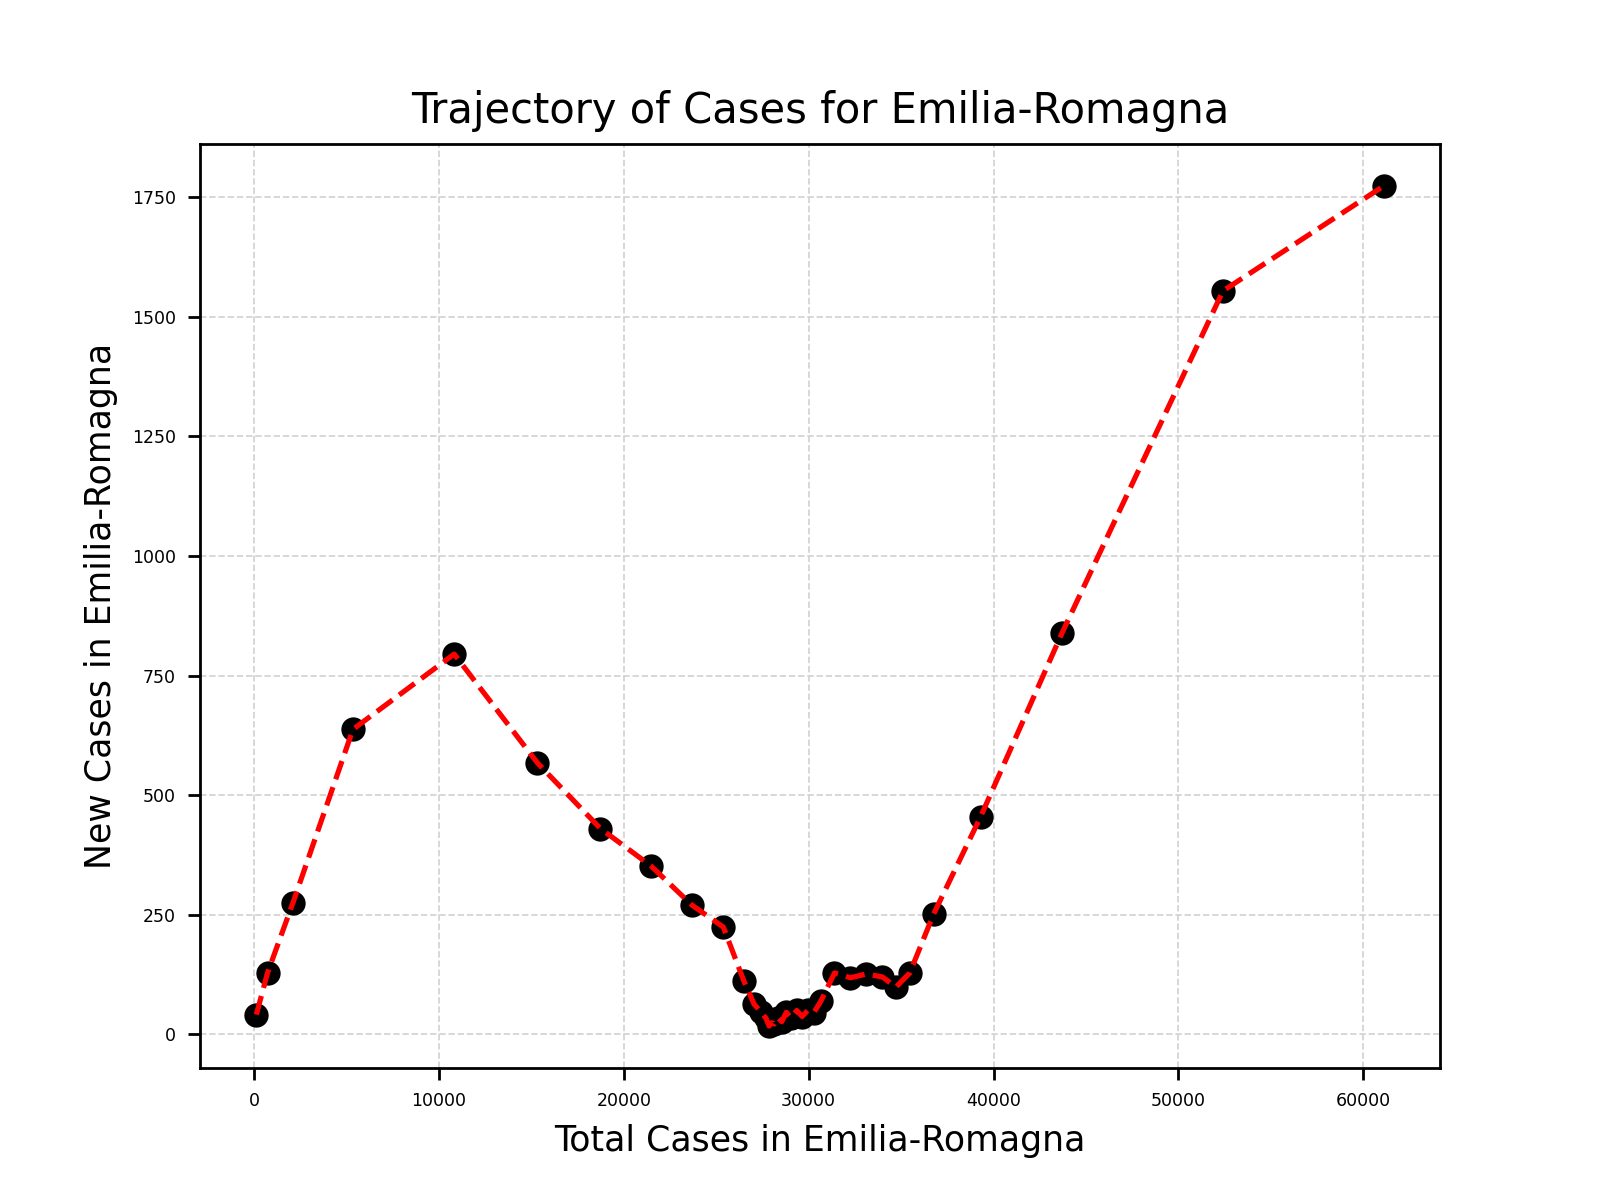 Trajectory of Cases for Emilia-Romagna
New Cases in Emilia-Romagna
1750
1500
1250
1000
750
500
250
0
0 10000 20000 30000 40000 50000 60000
Total Cases in Emilia-Romagna